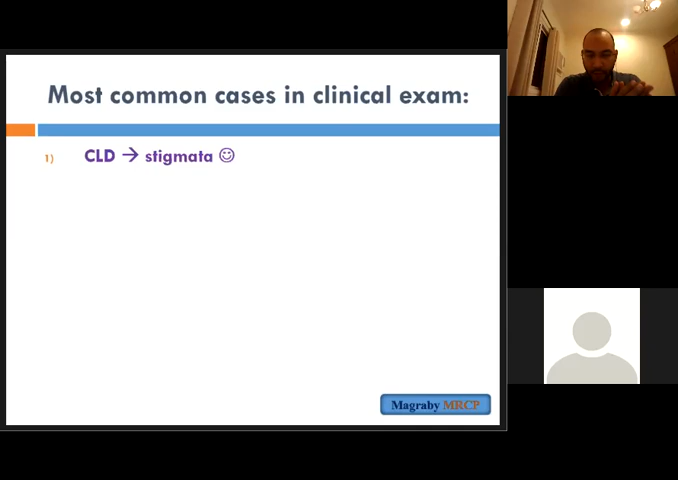 Most common cases in clinical exam:
1) CLD → stigmata ☺
Magraby MRCP